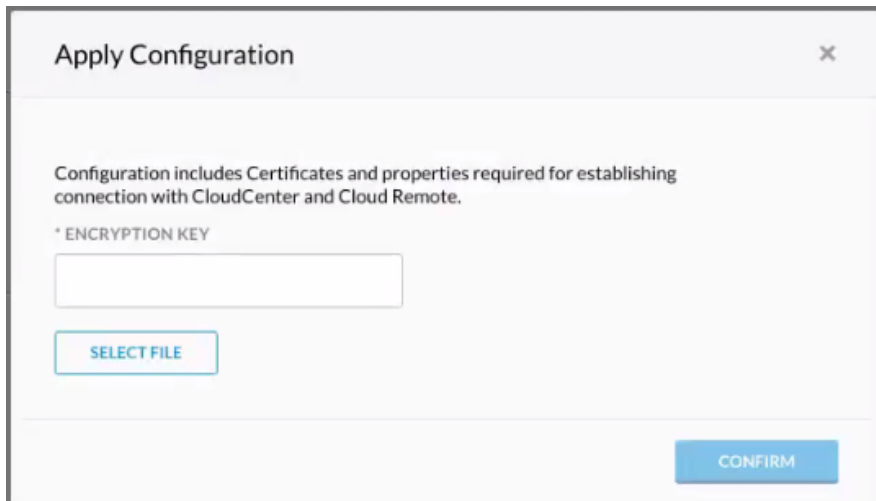 Apply Configuration
Configuration includes Certificates and properties required for establishing
connection with CloudCenter and Cloud Remote.
* ENCRYPTION KEY
SELECT FILE
CONFIRM